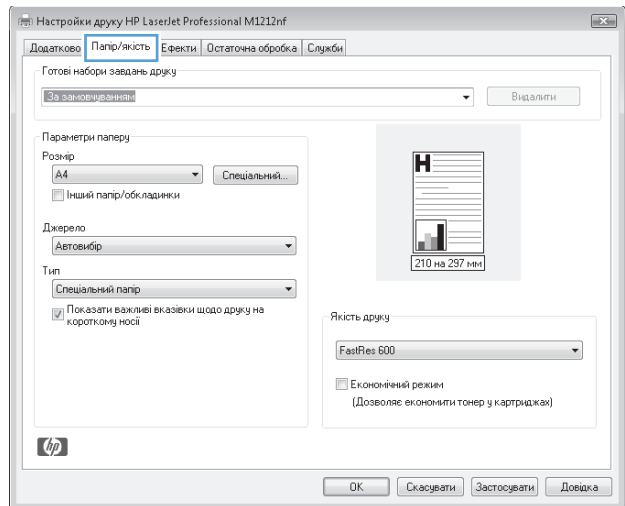 Настройки друку HP LaserJet Professional M1212nf
Додатково Папір/якість Ефекти Остаточна обробка Служби
Готові набори завдань друку
За замовчуванням Видалити
Параметри паперу
Розмір
A4 Спеціальний...
Інший папір/обкладинки
Джерело
Автовибір
Тип
Спеціальний папір
Показати важливі вказівки щодо друку на
короткому носії
H
210 на 297 мм
Якість друку
FastRes 600
Економічний режим
(Дозволяє економити тонер у картриджах)
hp
OK Скасувати Застосувати Довідка